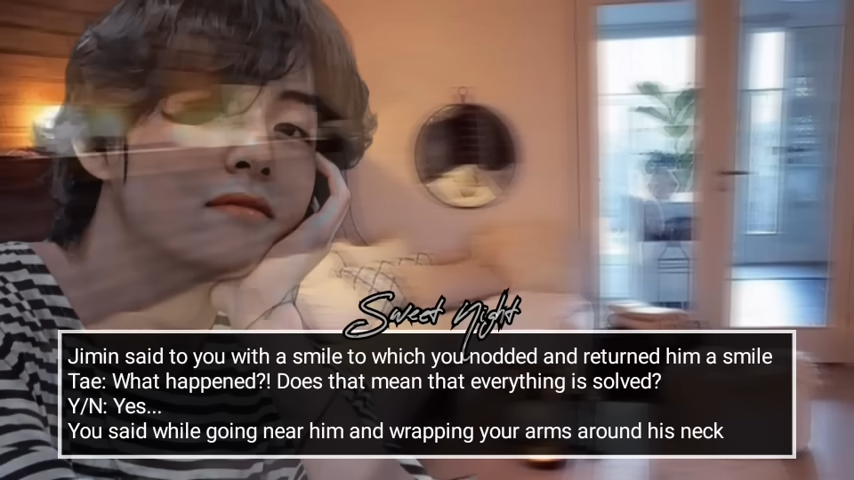 Sweet Night
Jimin said to you with a smile to which you nodded and returned him a smile
Tae: What happened?! Does that mean that everything is solved?
Y/N: Yes...
You said while going near him and wrapping your arms around his neck